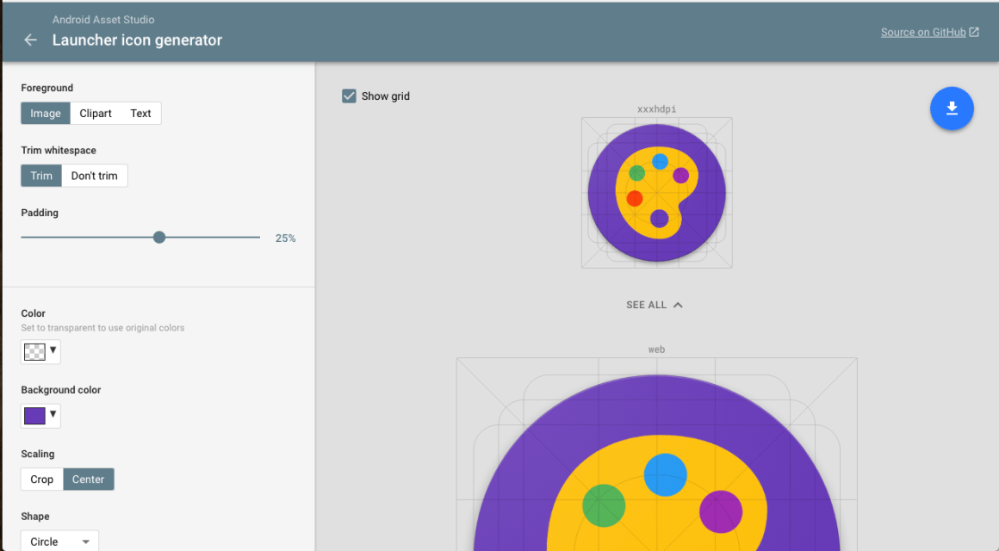 Android Asset Studio
Launcher icon generator
Source on GitHub
Foreground
Image Clipart Text
Trim whitespace
Trim Don't trim
Padding
25%
Color
Set to transparent to use original colors
Background color
Scaling
Crop Center
Shape
Circle
Show grid
xxxhdpi
SEE ALL
web